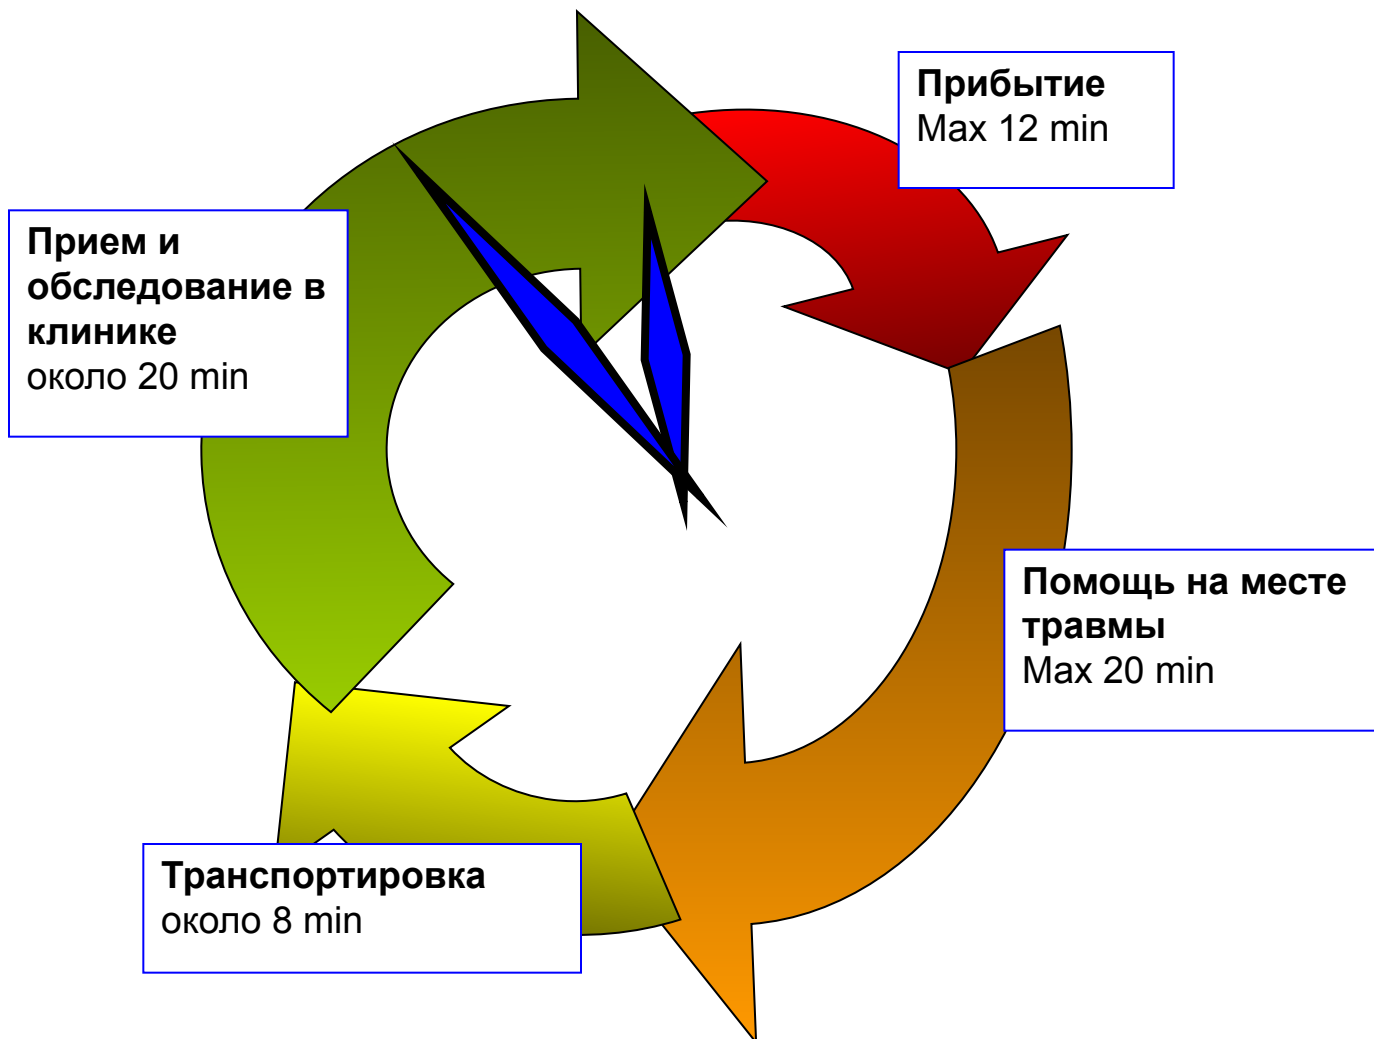 Прибытие
Max 12 min
Помощь на месте
травмы
Max 20 min
Транспортировка
около 8 min
Прием и
обследование в
клинике
около 20 min